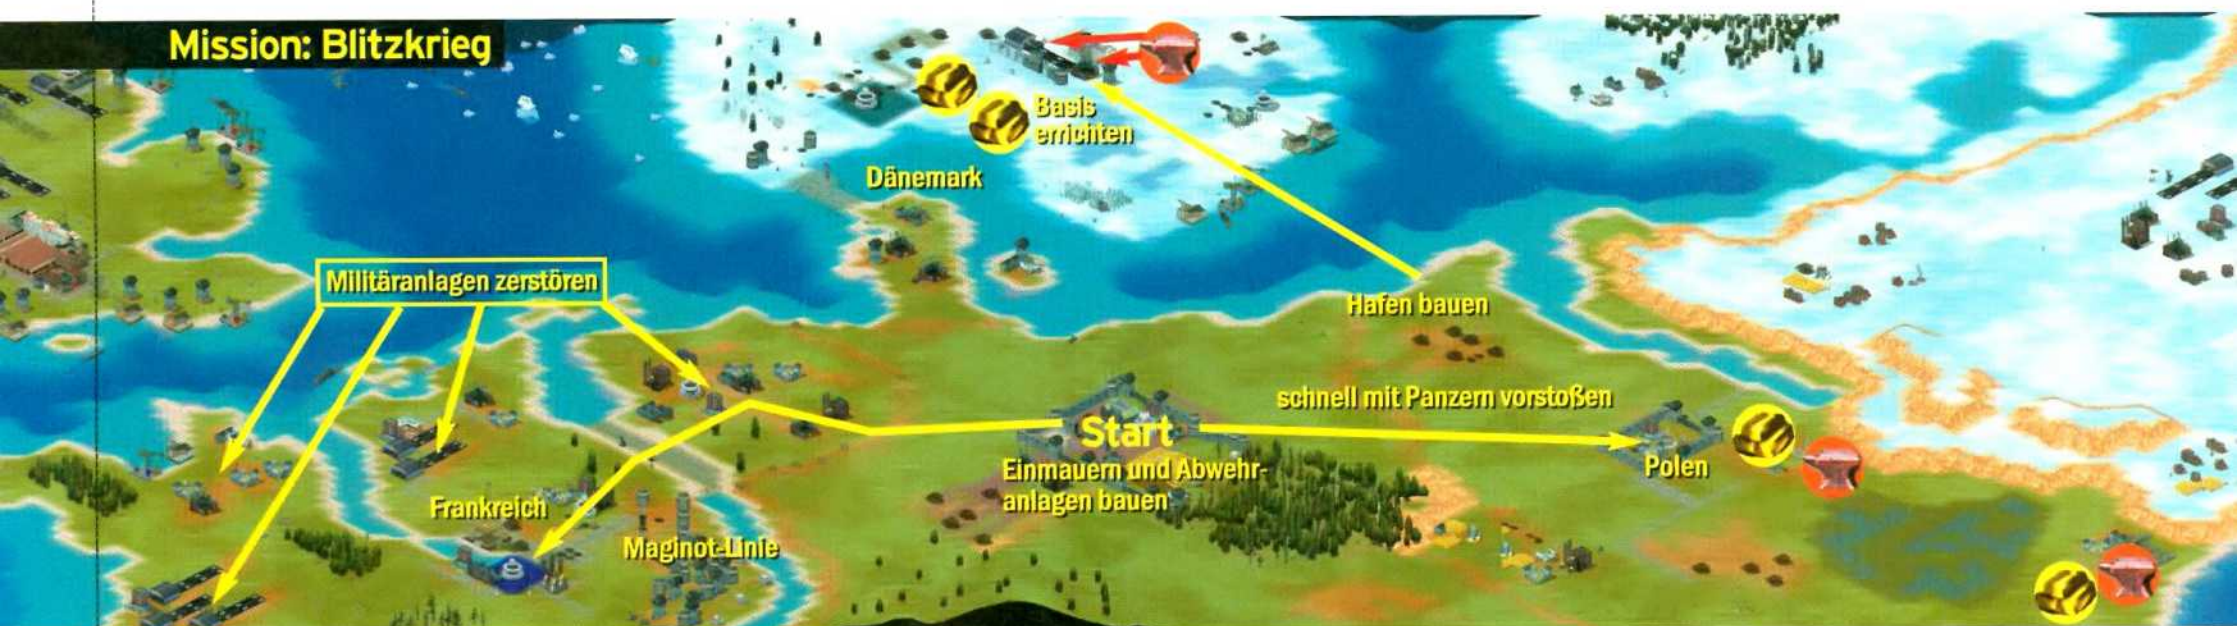 Mission: Blitzkrieg
Basis
errichten
Dänemark
Militäranlagen zerstören
Hafen bauen
schnell mit Panzern vorstoßen
Start
Einmauern und Abwehr-
anlagen bauen
Polen
Frankreich
Maginot-Linie